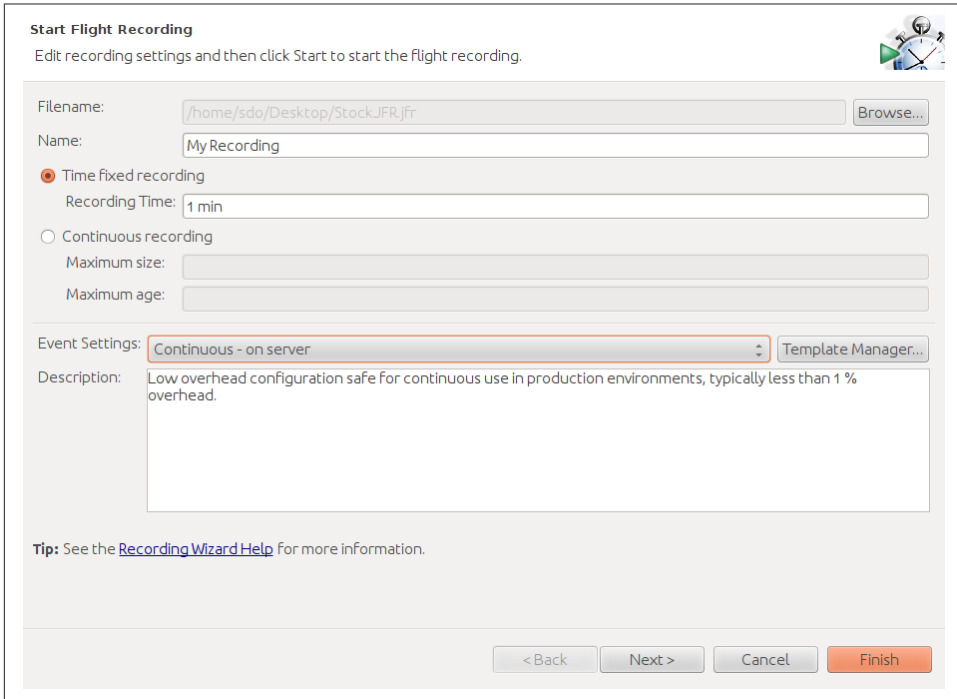 Start Flight Recording
Edit recording settings and then click Start to start the flight recording.
Filename: /home/sdo/Desktop/StockJFR.jfr Browse...
Name: My Recording
Time fixed recording
Recording Time: 1 min
Continuous recording
Maximum size:
Maximum age:
Event Settings: Continuous - on server Template Manager...
Description: Low overhead configuration safe for continuous use in production environments, typically less than 1 %
overhead.
Tip: See the Recording Wizard Help for more information.
< Back Next > Cancel Finish